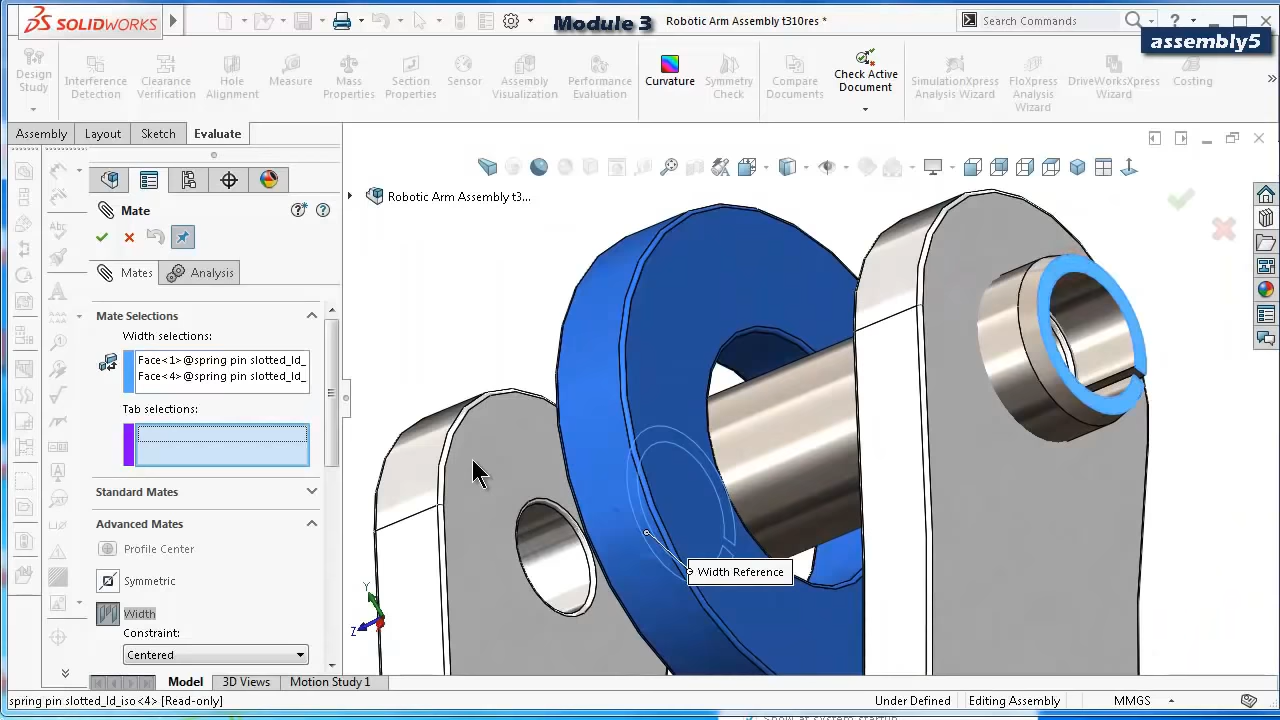 SOLIDWORKS
Module 3
Robotic Arm Assembly t310res *
Search Commands
assembly5
Design Study
Interference Detection
Clearance Verification
Hole Alignment
Measure
Mass Properties
Section Properties
Sensor
Assembly Visualization
Performance Evaluation
Curvature
Symmetry Check
Compare Documents
Check Active Document
SimulationXpress Analysis Wizard
FloXpress Analysis Wizard
DriveWorksXpress Wizard
Costing
Assembly
Layout
Sketch
Evaluate
Robotic Arm Assembly t3...
Mate
Mates
Analysis
Mate Selections
Width selections:
Face<1>@spring pin slotted_ld_
Face<4>@spring pin slotted_ld_
Tab selections:
Standard Mates
Advanced Mates
Profile Center
Symmetric
Width
Constraint:
Centered
Width Reference
Y
Z
Model
3D Views
Motion Study 1
spring pin slotted_ld_iso<4> [Read-only]
Under Defined
Editing Assembly
MMGS
Show at system startup